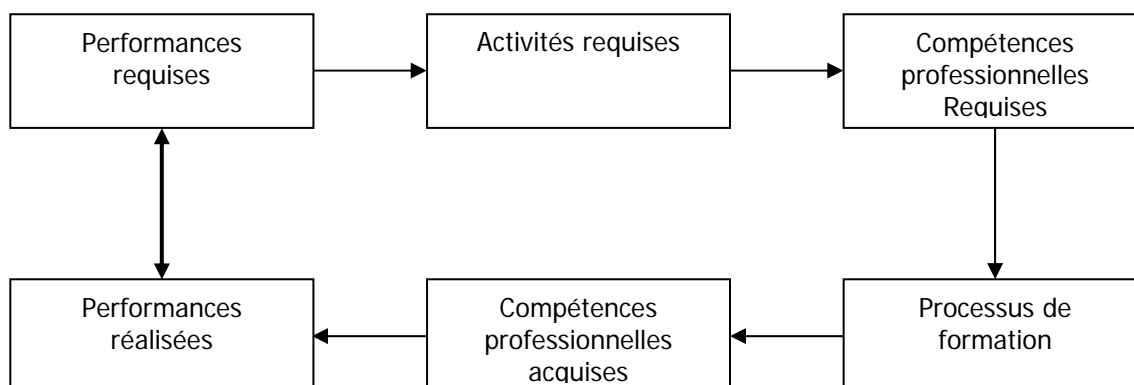 Performances
requises
Activités requises
Compétences
professionnelles
Requises
Performances
réalisées
Compétences
professionnelles
acquises
Processus de
formation